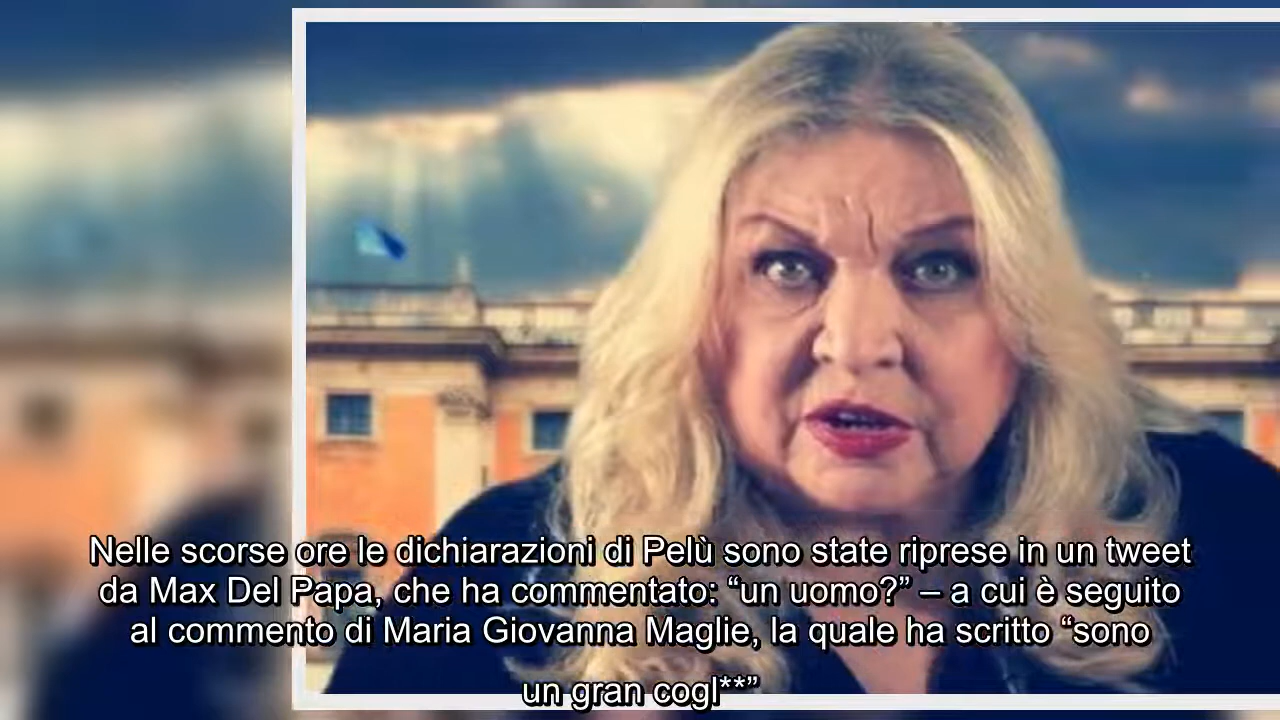 Nelle scorse ore le dichiarazioni di Pelù sono state riprese in un tweet
da Max Del Papa, che ha commentato: “un uomo?” – a cui è seguito
al commento di Maria Giovanna Maglie, la quale ha scritto “sono
un gran cogl**”